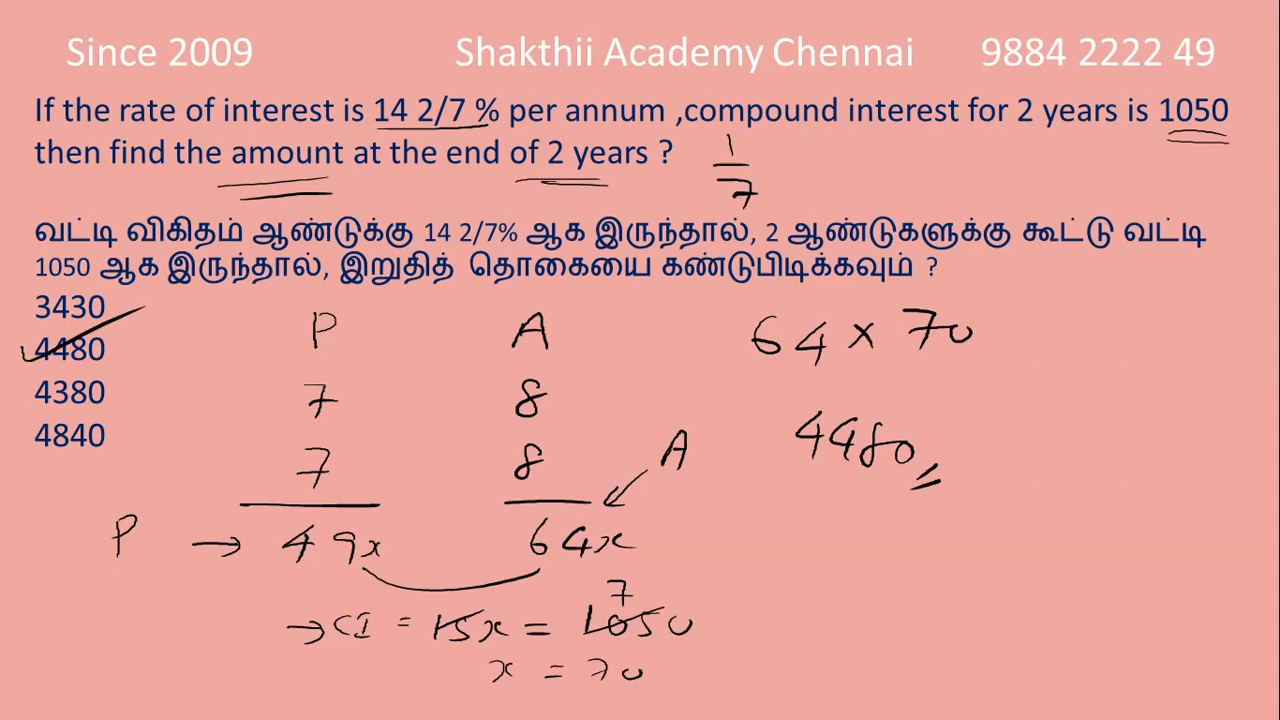 Since 2009 Shakthii Academy Chennai 9884 2222 49
If the rate of interest is 14 2/7 % per annum ,compound interest for 2 years is 1050
then find the amount at the end of 2 years ?
1/7
வட்டி விகிதம் ஆண்டுக்கு 14 2/7% ஆக இருந்தால், 2 ஆண்டுகளுக்கு கூட்டு வட்டி
1050 ஆக இருந்தால், இறுதித் தொகையை கண்டுபிடிக்கவும் ?
3430
4480
4380
4840
P A
7 8
7 8
A
P → 49x 64x
7
→ CI = 15x = 1050
x = 70
64 x 70
4480